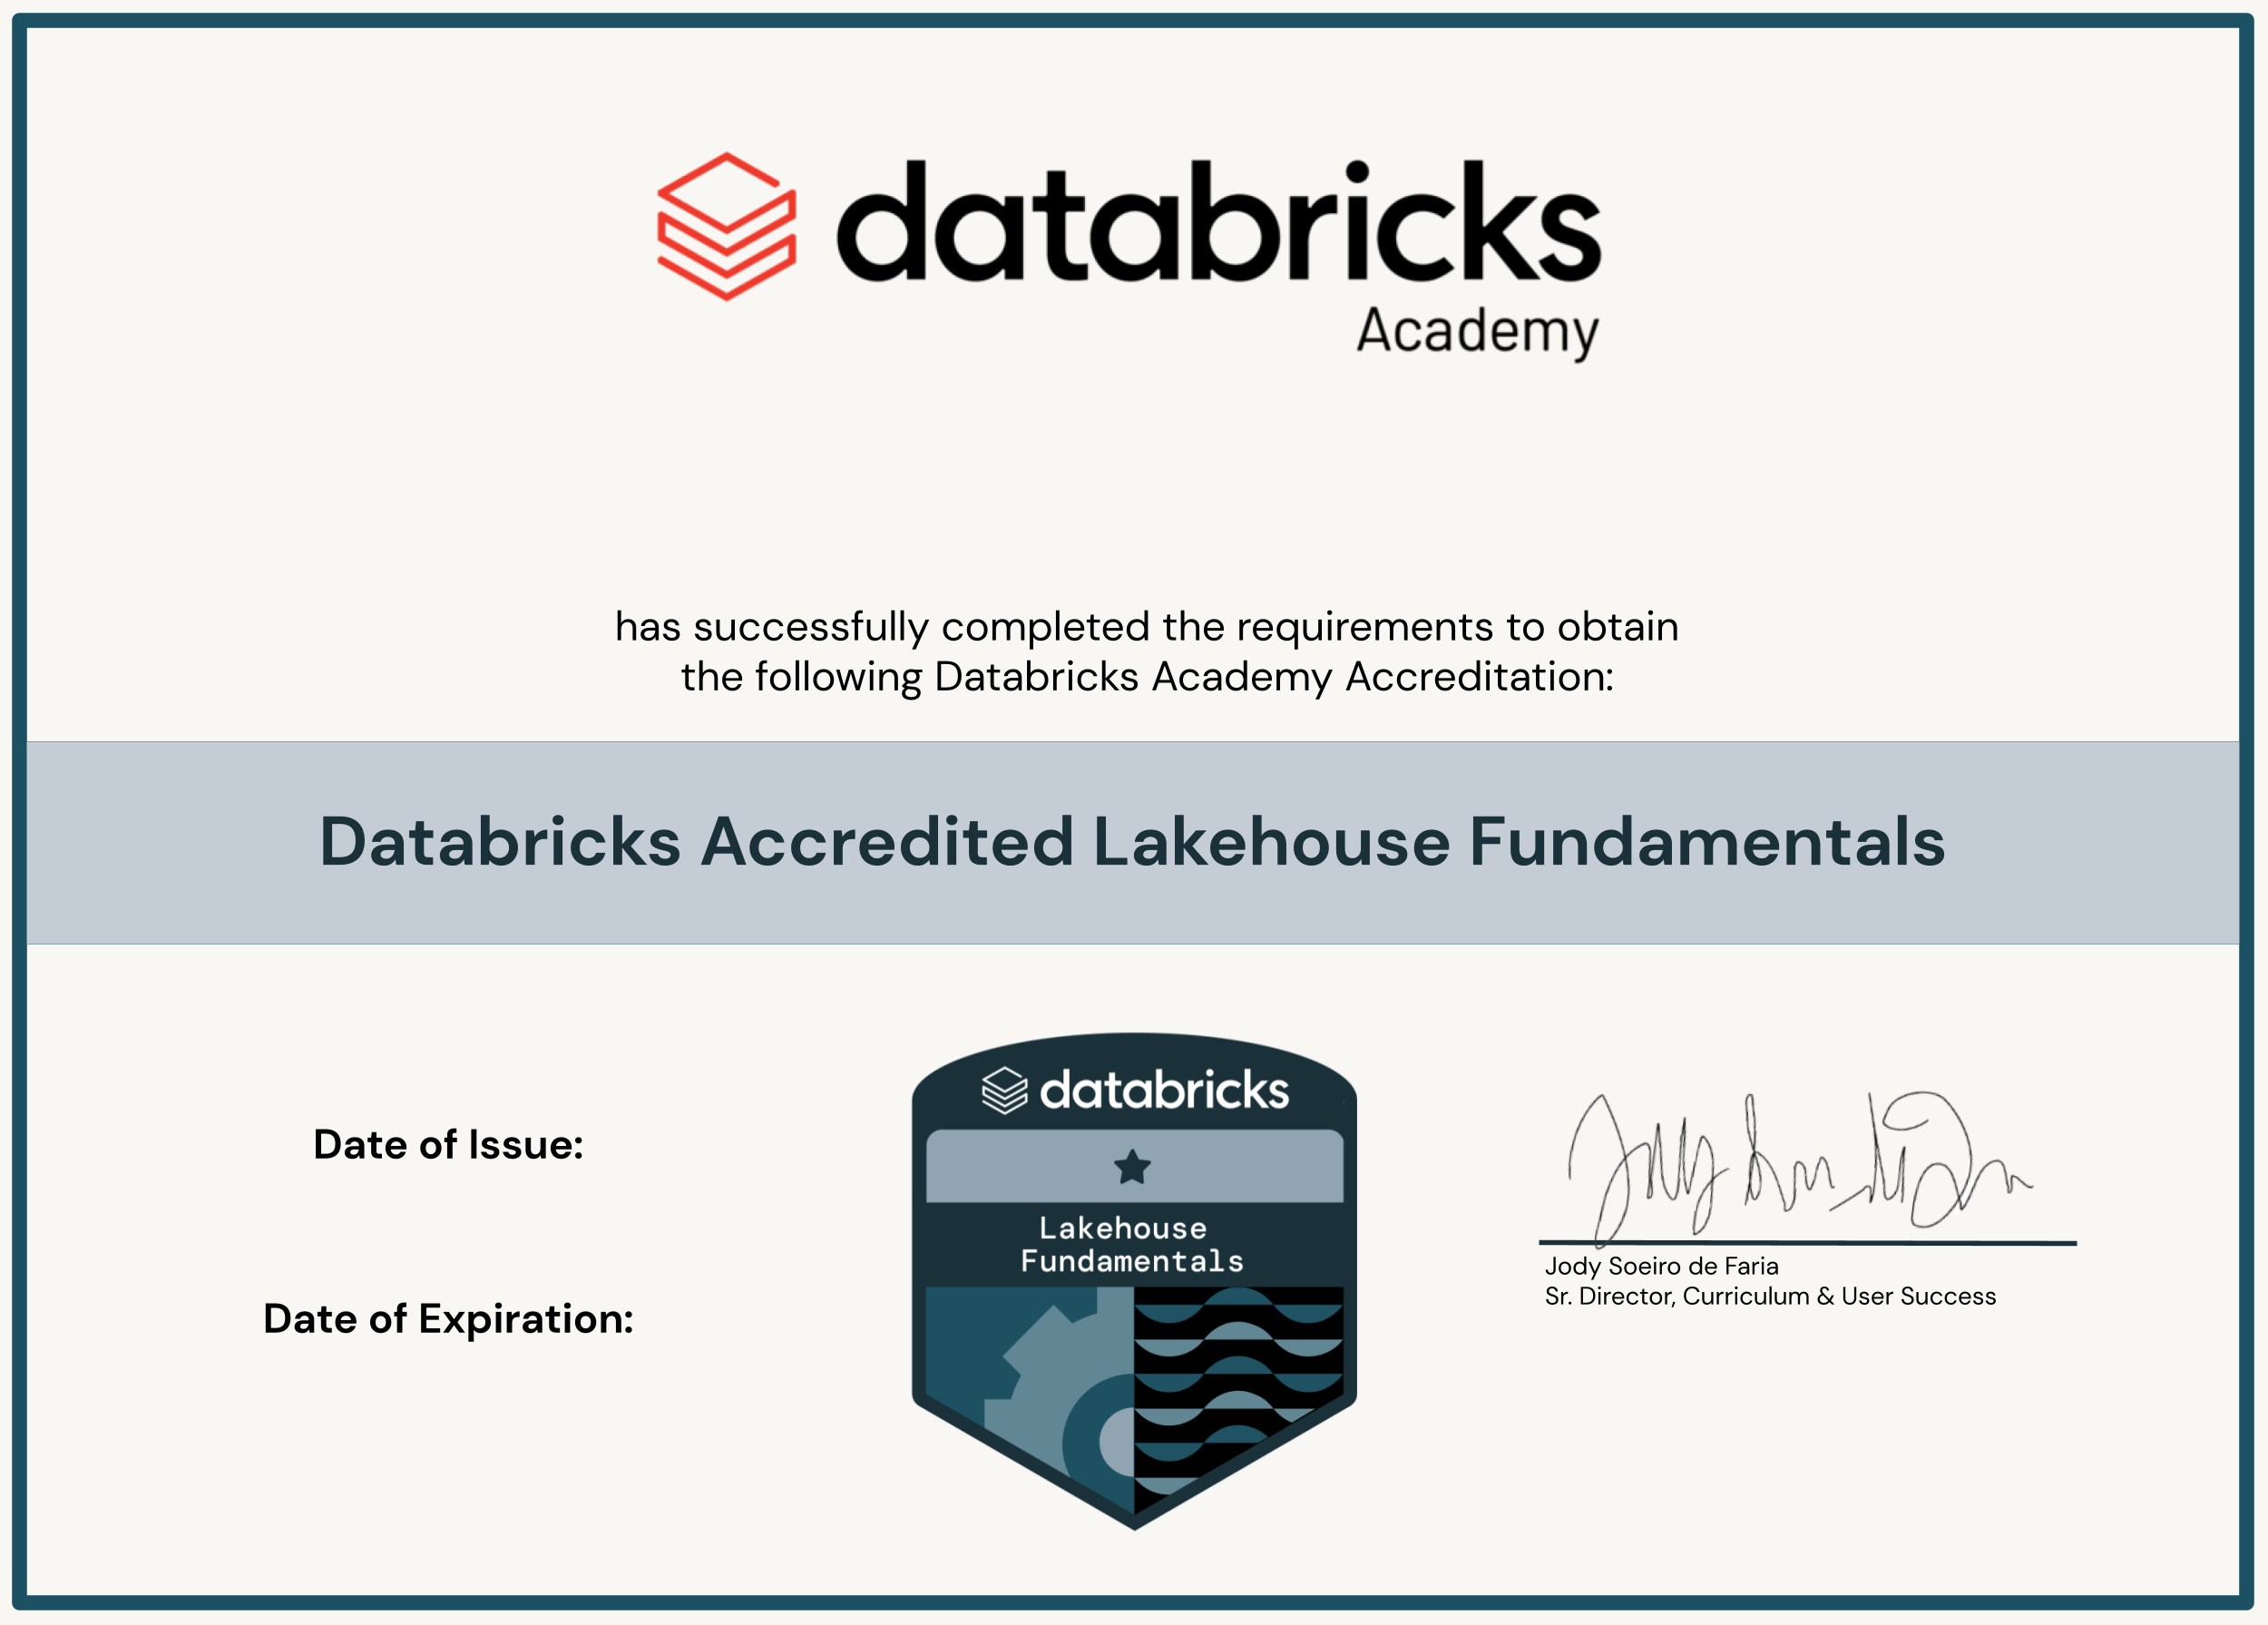 databricks
Academy
has successfully completed the requirements to obtain
the following Databricks Academy Accreditation:
Databricks Accredited Lakehouse Fundamentals
Date of Issue:
Date of Expiration:
databricks
Lakehouse
Fundamentals
Jody Soeiro de Faria
Sr. Director, Curriculum & User Success